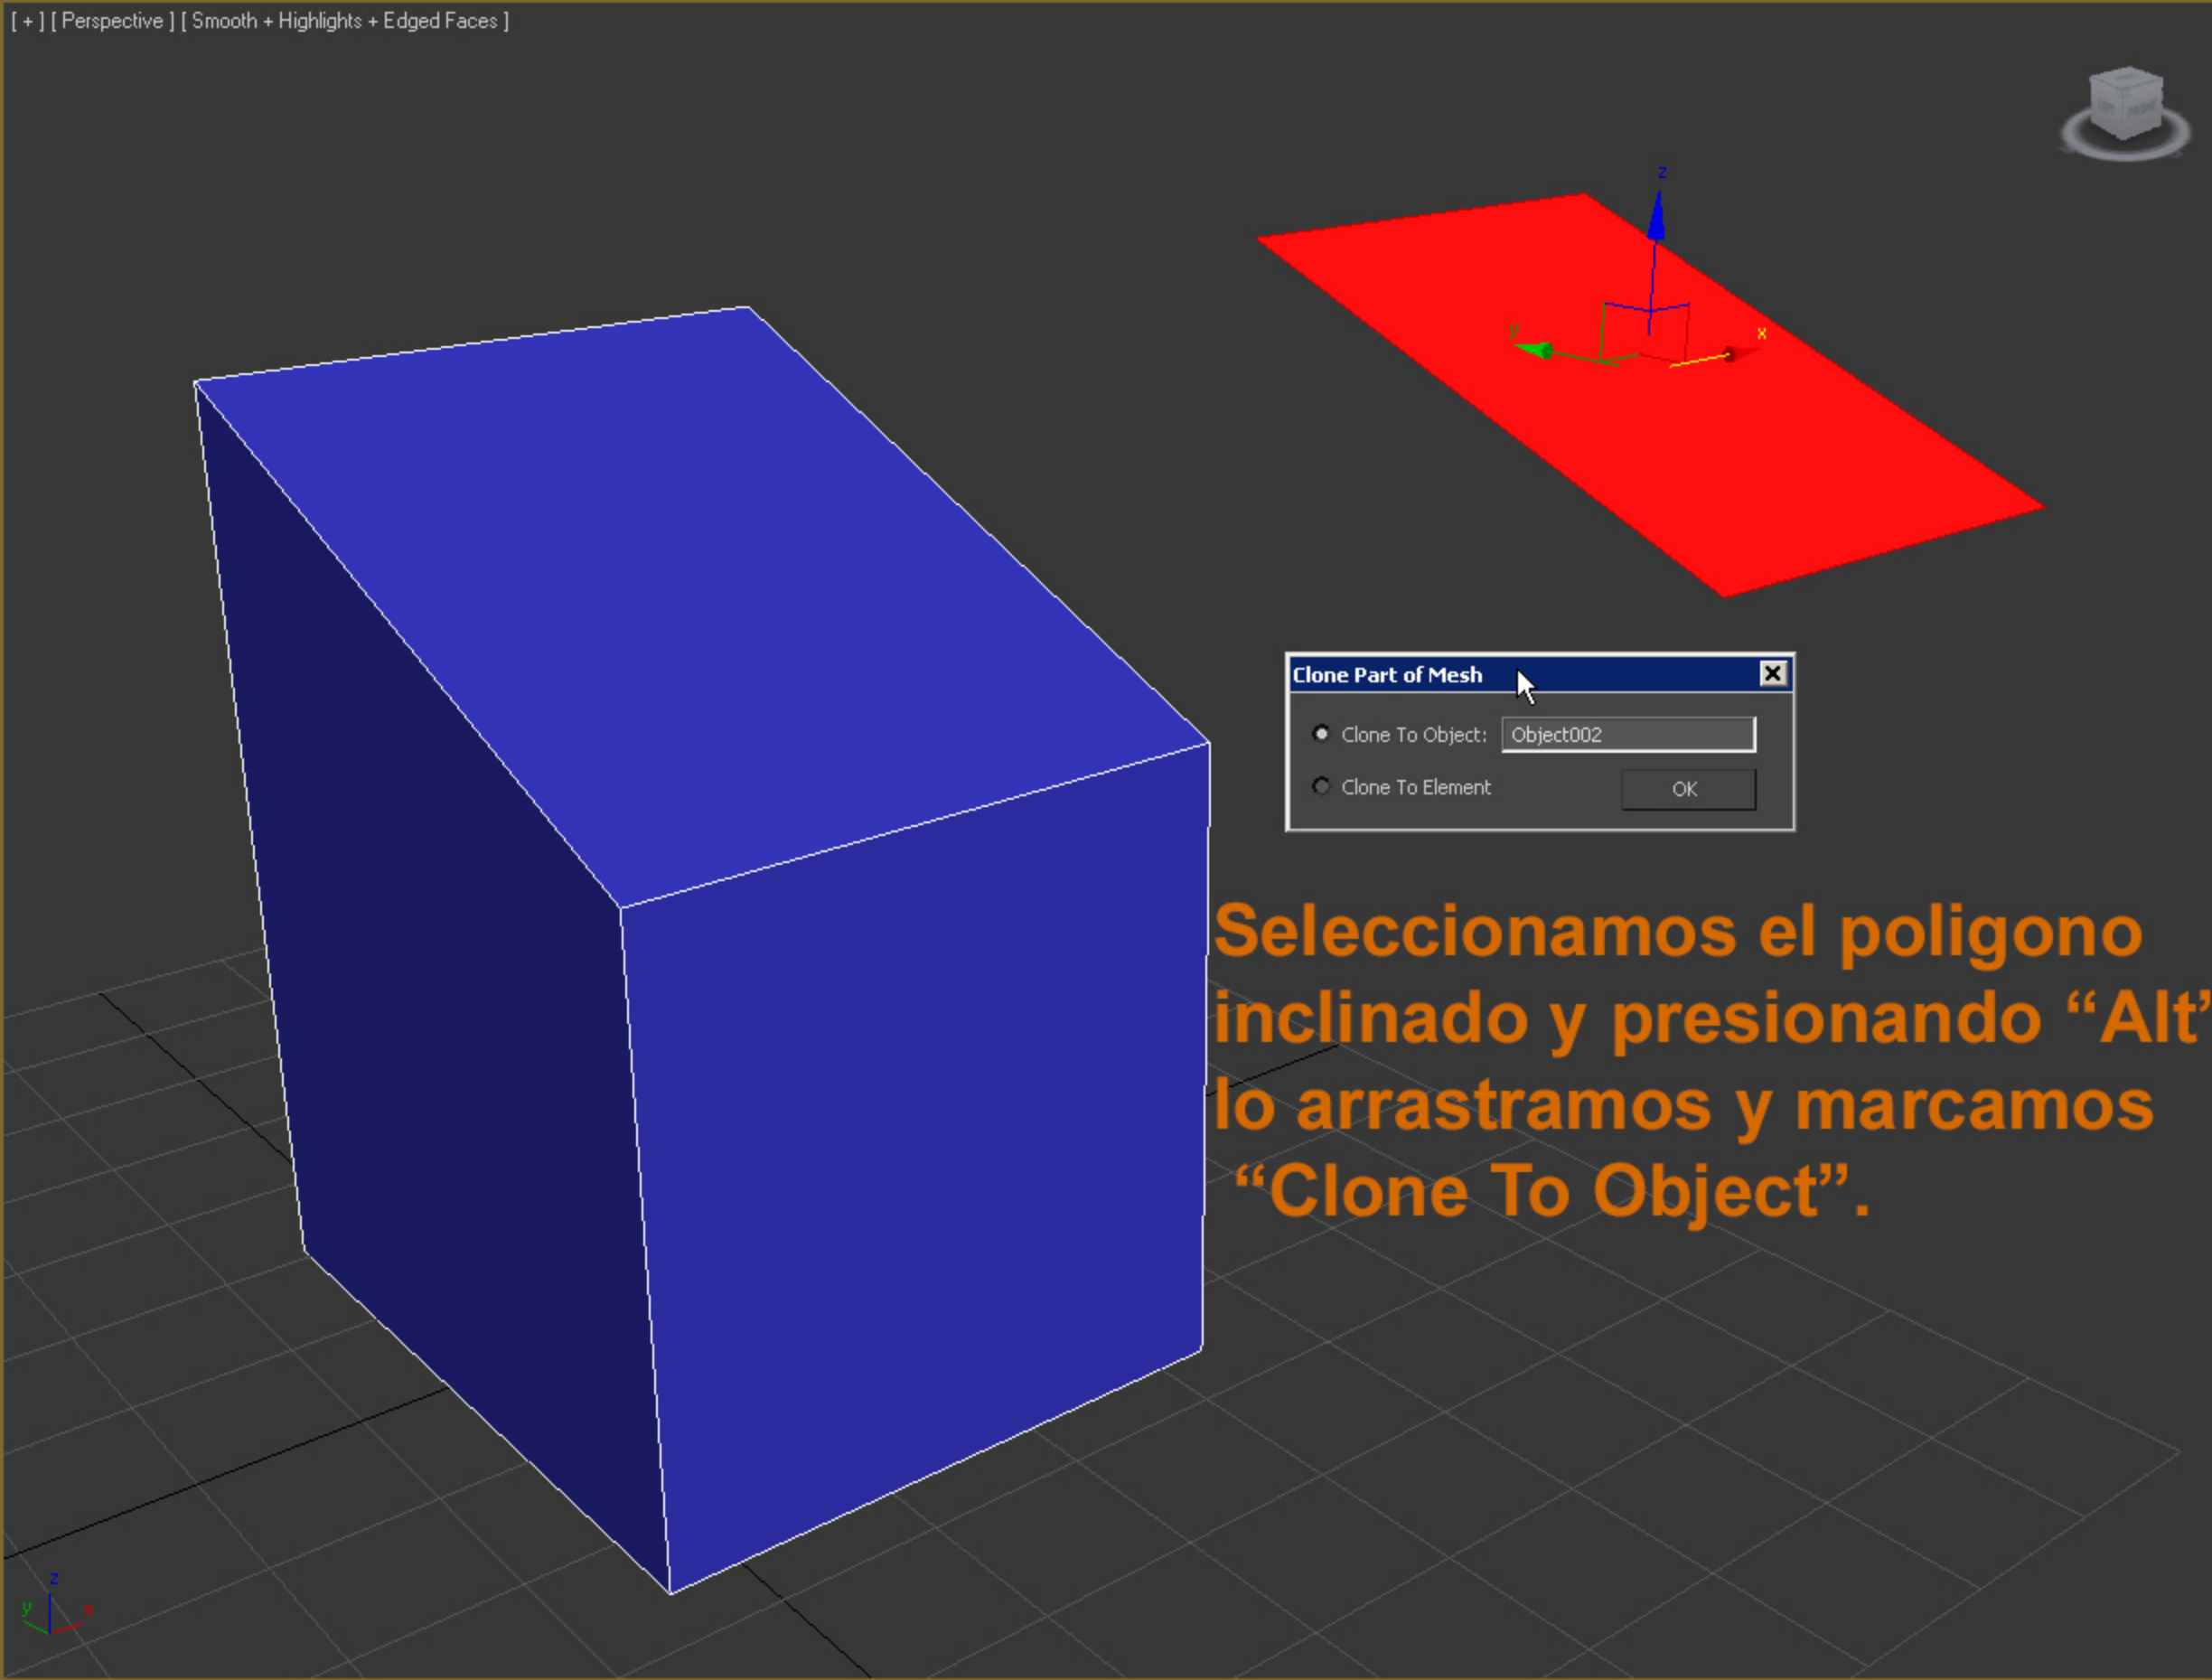 [ + ] [ Perspective ] [ Smooth + Highlights + Edged Faces ]
z
y
x
Clone Part of Mesh
Clone To Object: Object002
Clone To Element
OK
Seleccionamos el poligono
inclinado y presionando “Alt”
lo arrastramos y marcamos
“Clone To Object”.
z
y
x